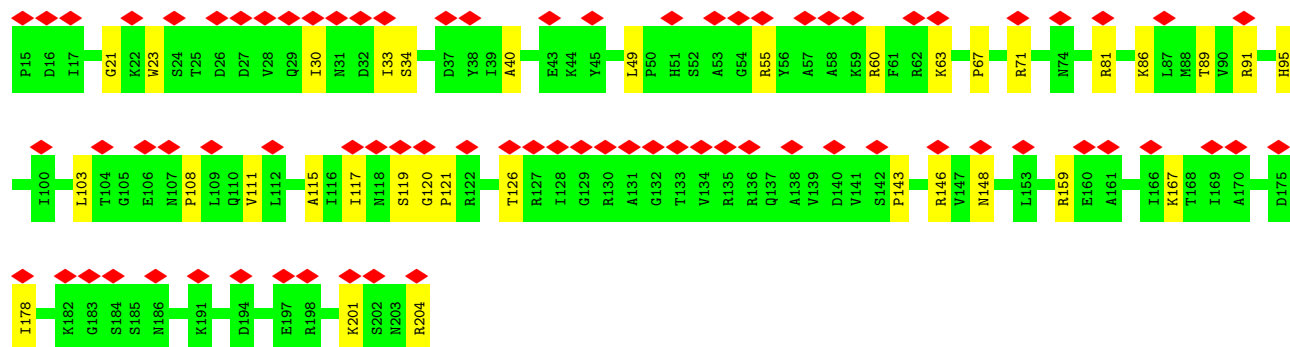 P15 D16 I17 G21 K22 W23 S24 T25 D26 D27 V28 Q29 I30 N31 D32 I33 S34 D37 Y38 I39 A40 E43 K44 Y45 L49 P50 H51 S52 A53 G54 R55 Y56 A57 A58 K59 R60 F61 R62 K63 P67 R71 N74 R81 K86 L87 M88 T89 V90 R91 H95
I100 L103 T104 G105 E106 N107 P108 L109 Q110 V111 L112 A115 I116 I117 N118 S119 G120 P121 R122 T126 R127 I128 G129 R130 A131 G132 T133 V134 R135 R136 Q137 A138 V139 D140 V141 S142 P143 R146 V147 N148 L153 R159 E160 A161 I166 K167 T168 I169 A170 D175
I178 K182 G183 S184 S185 N186 K191 D194 E197 R198 K201 S202 N203 R204